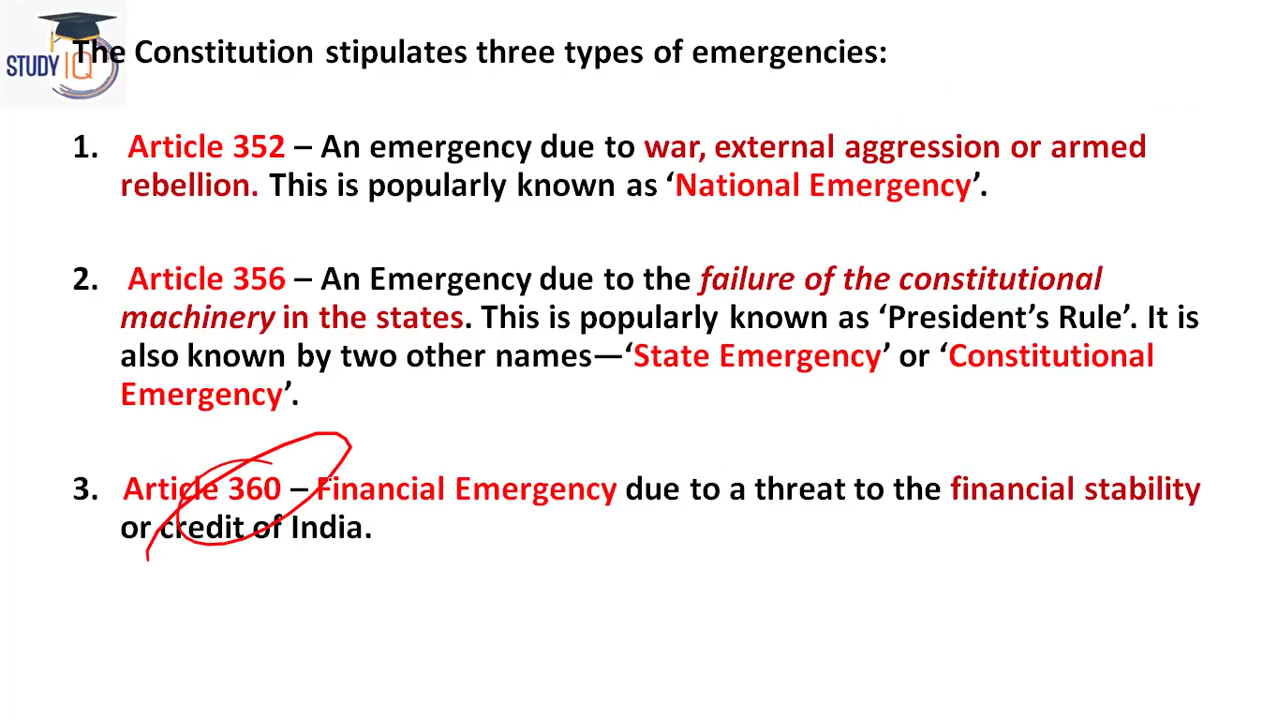 STUDY IQ
The Constitution stipulates three types of emergencies:
1. Article 352 – An emergency due to war, external aggression or armed
rebellion. This is popularly known as ‘National Emergency’.
2. Article 356 – An Emergency due to the failure of the constitutional
machinery in the states. This is popularly known as ‘President’s Rule’. It is
also known by two other names—‘State Emergency’ or ‘Constitutional
Emergency’.
3. Article 360 – Financial Emergency due to a threat to the financial stability
or credit of India.